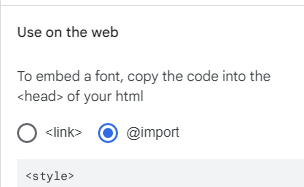 Use on the web
To embed a font, copy the code into the
<head> of your html
<link> @import
<style>